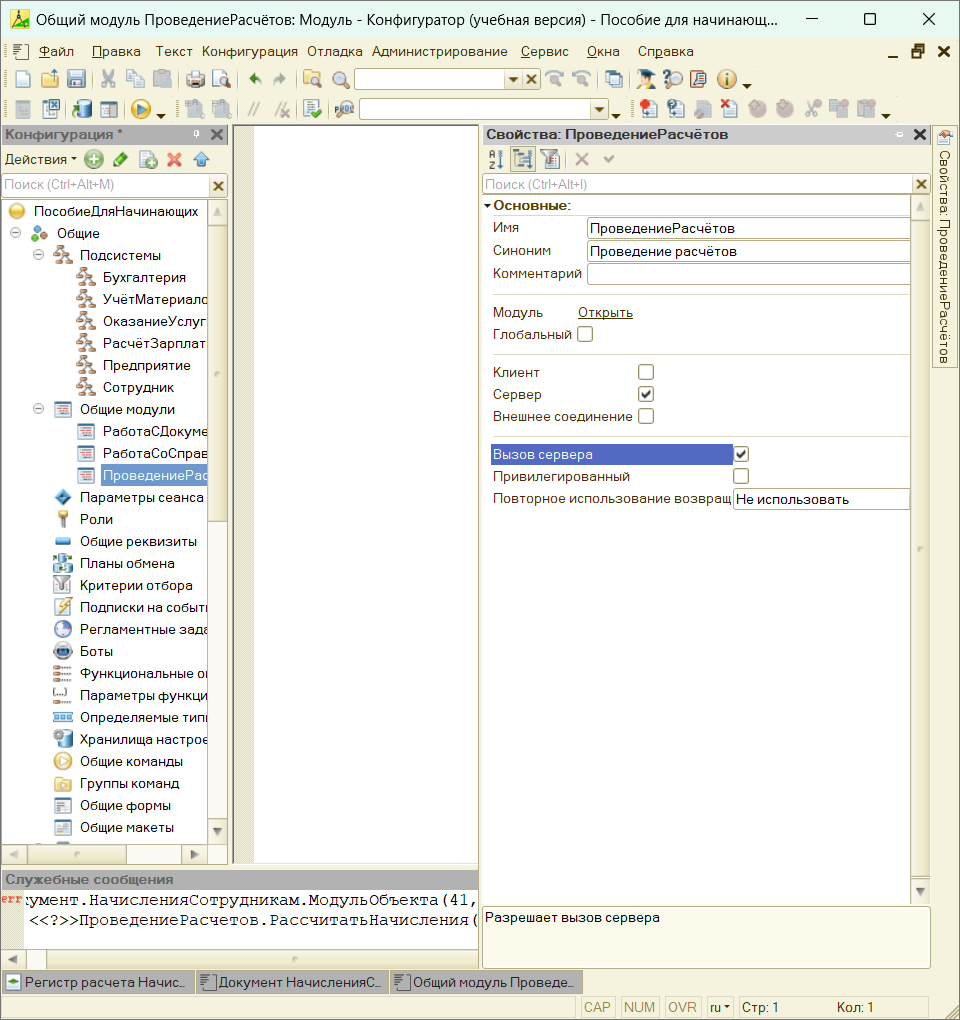 Общий модуль ПроведениеРасчётов: Модуль - Конфигуратор (учебная версия) - Пособие для начинающ...
Файл Правка Текст Конфигурация Отладка Администрирование Сервис Окна Справка
Конфигурация *
Действия
Поиск (Ctrl+Alt+M)
ПособиеДляНачинающих
Общие
Подсистемы
Бухгалтерия
УчётМатериало
ОказаниеУслуг
РасчётЗарплат
Предприятие
Сотрудник
Общие модули
РаботаСДокуме
РаботаСоСправ
ПроведениеРас
Параметры сеанса
Роли
Общие реквизиты
Планы обмена
Критерии отбора
Подписки на событи
Регламентные зада
Боты
Функциональные о
Параметры функци
Определяемые типы
Хранилища настрое
Общие команды
Группы команд
Общие формы
Общие макеты
Свойства: ПроведениеРасчётов
Поиск (Ctrl+Alt+I)
Основные:
Имя ПроведениеРасчётов
Синоним Проведение расчётов
Комментарий
Модуль Открыть
Глобальный
Клиент
Сервер
Внешнее соединение
Вызов сервера
Привилегированный
Повторное использование возвращ Не использовать
Разрешает вызов сервера
Свойства: ПроведениеРасчётов
Служебные сообщения
err кумент.НачисленияСотрудникам.МодульОбъекта(41,
<<?>>ПроведениеРасчетов.РассчитатьНачисления(
Регистр расчета Начис... Документ НачисленияС... Общий модуль Проведе...
CAP NUM OVR ru Стр: 1 Кол: 1